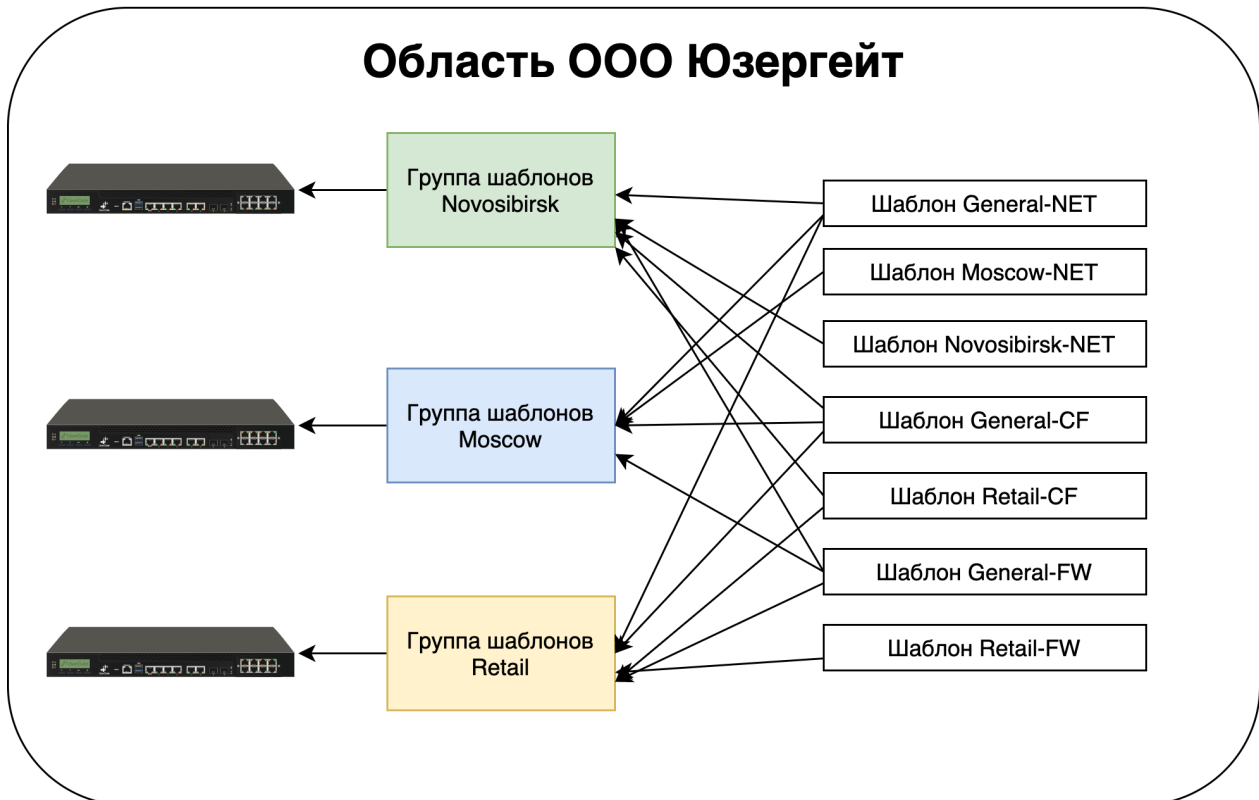 Область ООО Юзергейт
Группа шаблонов
Novosibirsk
Группа шаблонов
Moscow
Группа шаблонов
Retail
Шаблон General-NET
Шаблон Moscow-NET
Шаблон Novosibirsk-NET
Шаблон General-CF
Шаблон Retail-CF
Шаблон General-FW
Шаблон Retail-FW